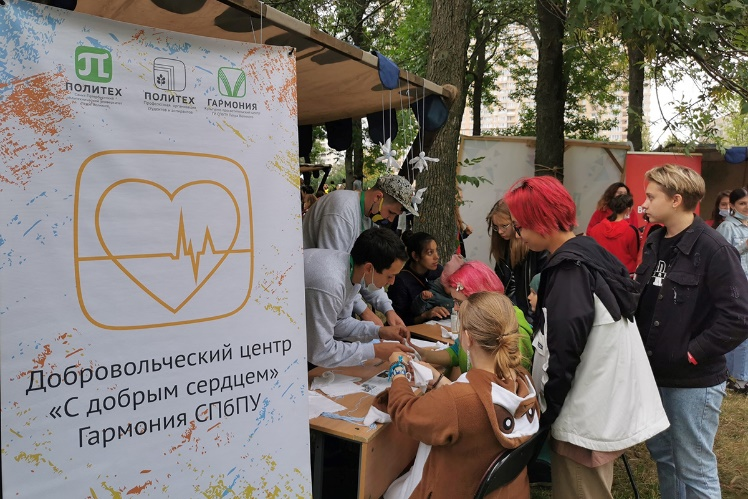 ПОЛИТЕХ
ПОЛИТЕХ
ГАРМОНИЯ
Добровольческий центр
«С добрым сердцем»
Гармония СПбПУ